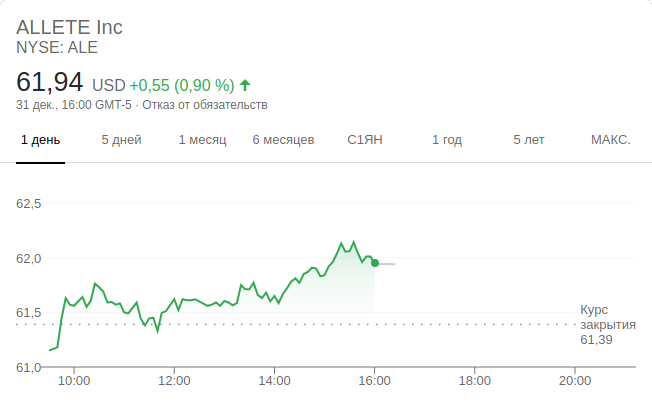 ALLETE Inc
NYSE: ALE
61,94 USD +0,55 (0,90 %)
31 дек., 16:00 GMT-5 · Отказ от обязательств
1 день 5 дней 1 месяц 6 месяцев С1ЯН 1 год 5 лет МАКС.
62,5
62,0
61,5
Курс
закрытия
61,39
61,0
10:00 12:00 14:00 16:00 18:00 20:00